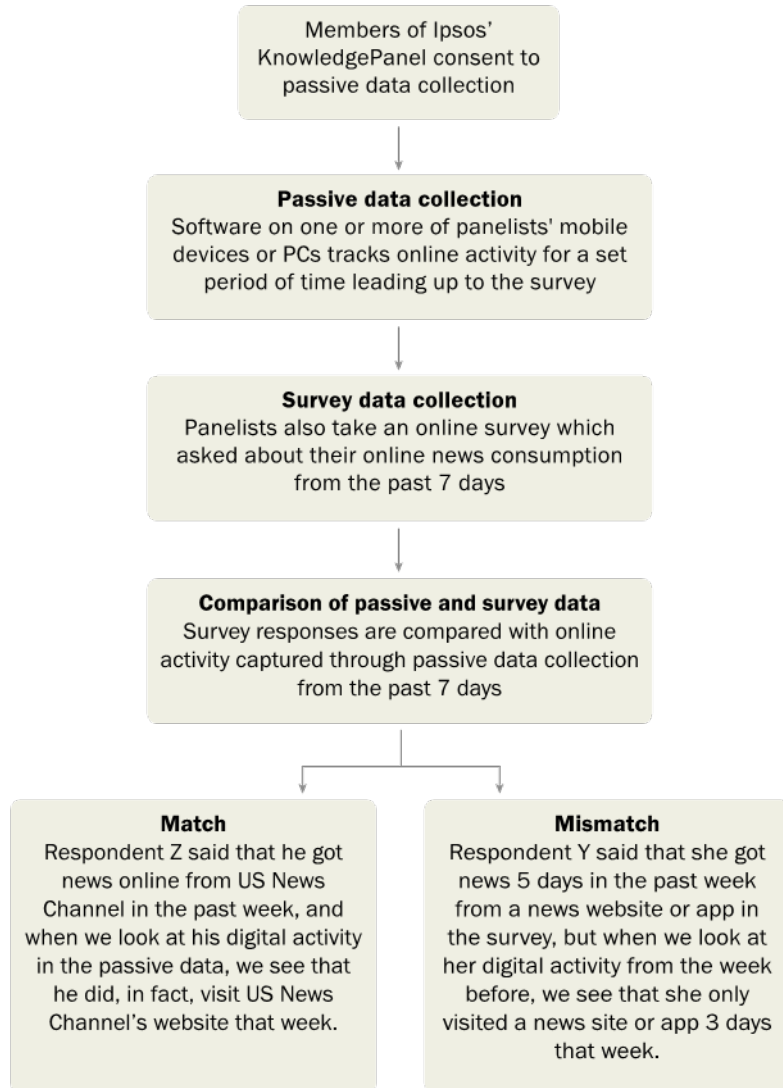 Members of Ipsos’
KnowledgePanel consent to
passive data collection
Passive data collection
Software on one or more of panelists' mobile
devices or PCs tracks online activity for a set
period of time leading up to the survey
Survey data collection
Panelists also take an online survey which
asked about their online news consumption
from the past 7 days
Comparison of passive and survey data
Survey responses are compared with online
activity captured through passive data collection
from the past 7 days
Match
Respondent Z said that he got
news online from US News
Channel in the past week, and
when we look at his digital activity
in the passive data, we see that
he did, in fact, visit US News
Channel’s website that week.
Mismatch
Respondent Y said that she got
news 5 days in the past week
from a news website or app in
the survey, but when we look at
her digital activity from the week
before, we see that she only
visited a news site or app 3 days
that week.